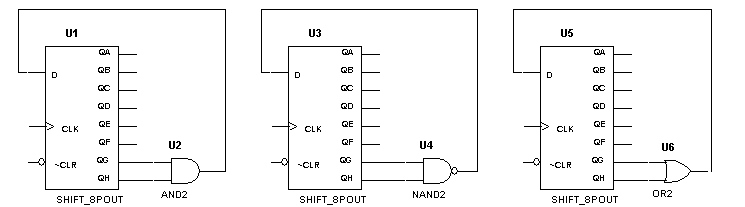 U1
D
CLK
~CLR
QA
QB
QC
QD
QE
QF
QG
QH
SHIFT_8POUT
U2
AND2
U3
D
CLK
~CLR
QA
QB
QC
QD
QE
QF
QG
QH
SHIFT_8POUT
U4
NAND2
U5
D
CLK
~CLR
QA
QB
QC
QD
QE
QF
QG
QH
SHIFT_8POUT
U6
OR2